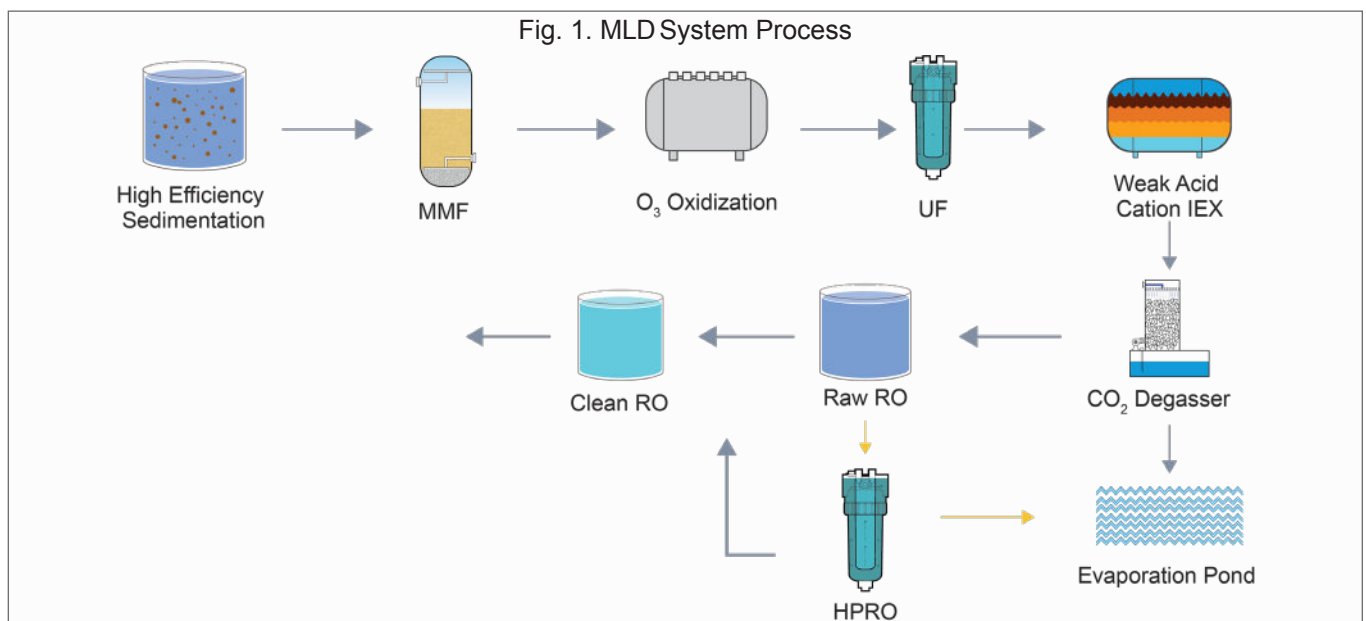 Fig. 1. MLD System Process
High Efficiency
Sedimentation
MMF
O₃ Oxidization
UF
Weak Acid
Cation IEX
Clean RO
Raw RO
CO₂ Degasser
HPRO
Evaporation Pond